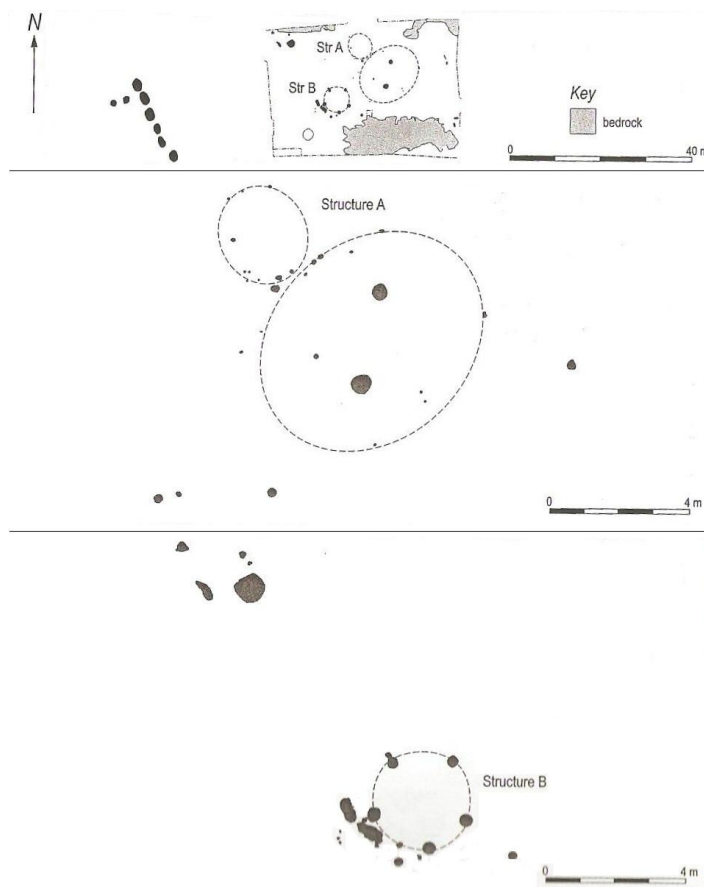 N
Str A
Str B
Key
bedrock
0 40 m
Structure A
0 4 m
Structure B
0 4 m